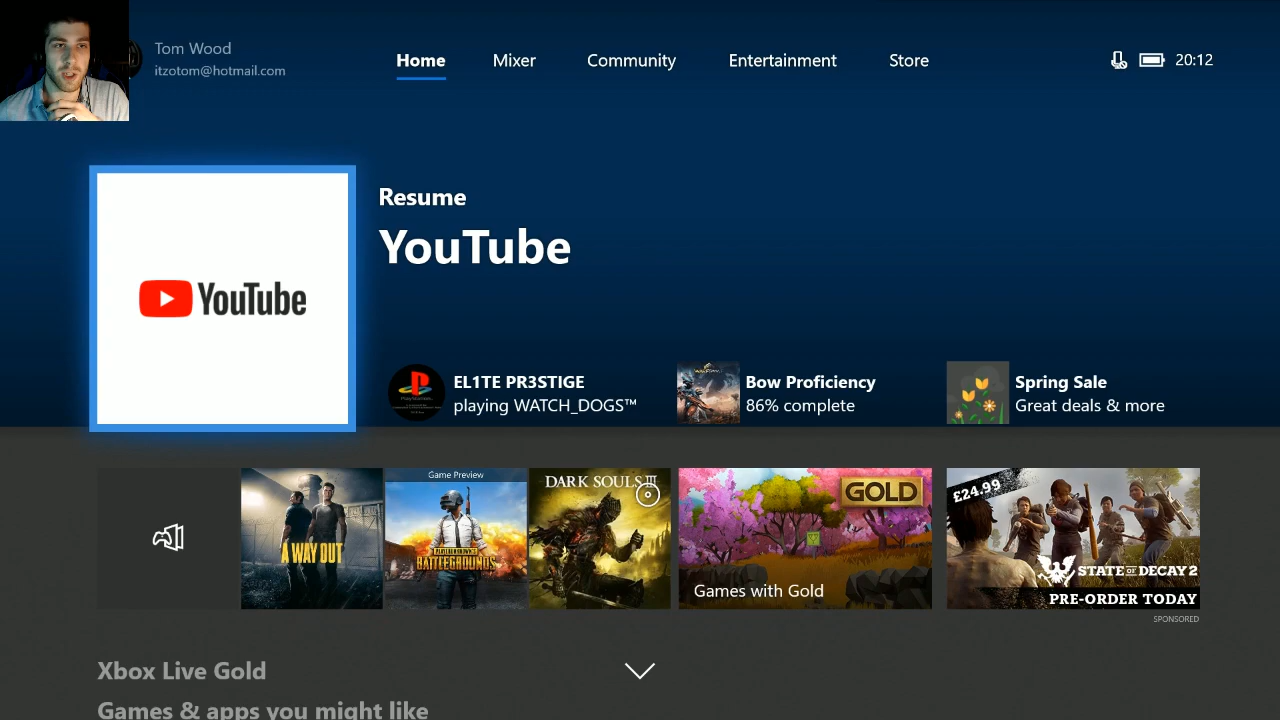 Tom Wood
itzotom@hotmail.com
Home
Mixer
Community
Entertainment
Store
20:12
YouTube
Resume
YouTube
EL1TE PR3STIGE
playing WATCH_DOGS™
Bow Proficiency
86% complete
Spring Sale
Great deals & more
A WAY OUT
Game Preview
PLAYERUNKNOWN'S
BATTLEGROUNDS
DARK SOULS III
GOLD
Games with Gold
£24.99
STATE OF DECAY 2
PRE-ORDER TODAY
SPONSORED
Xbox Live Gold
Games & apps you might like